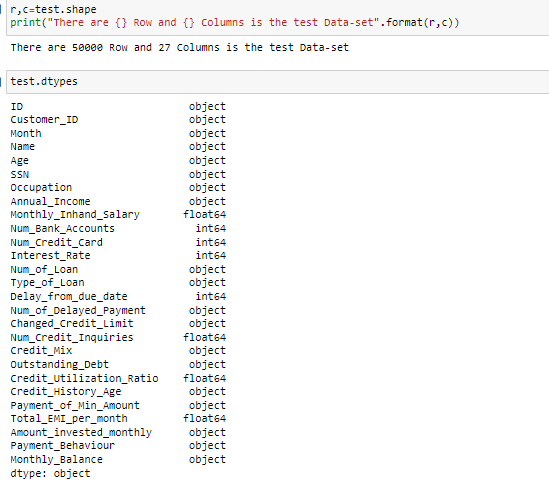 r,c=test.shape
print("There are {} Row and {} Columns is the test Data-set".format(r,c))
There are 50000 Row and 27 Columns is the test Data-set
test.dtypes
ID object
Customer_ID object
Month object
Name object
Age object
SSN object
Occupation object
Annual_Income object
Monthly_Inhand_Salary float64
Num_Bank_Accounts int64
Num_Credit_Card int64
Interest_Rate int64
Num_of_Loan object
Type_of_Loan object
Delay_from_due_date int64
Num_of_Delayed_Payment object
Changed_Credit_Limit object
Num_Credit_Inquiries float64
Credit_Mix object
Outstanding_Debt object
Credit_Utilization_Ratio float64
Credit_History_Age object
Payment_of_Min_Amount object
Total_EMI_per_month float64
Amount_invested_monthly object
Payment_Behaviour object
Monthly_Balance object
dtype: object